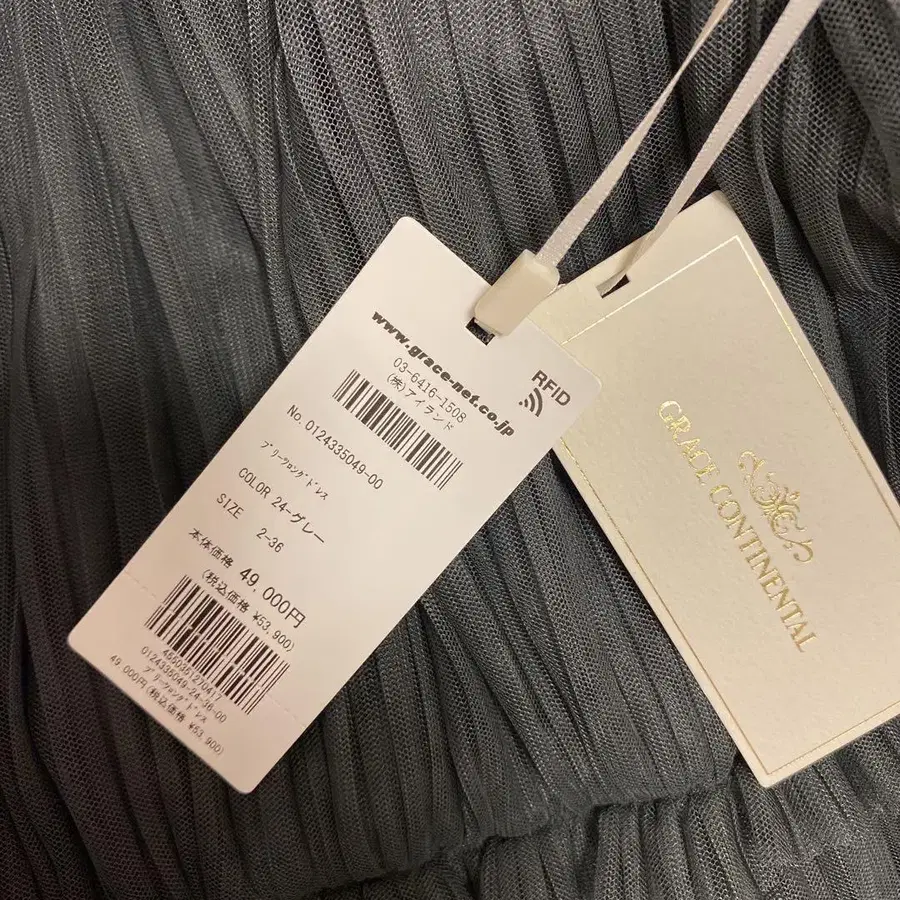 www.grace-net.co.jp
03-6416-1508
(株)アイランド
RFID
No. 0124335049-00
プリーツロングドレス
COLOR 24-グレー
SIZE 2-36
本体価格 49,000円
(税込価格 ¥53,900)
4550351270417
0124335049-24-36-00
プリーツロングドレス
49,000円(税込価格 ¥53,900)
GRACE CONTINENTAL